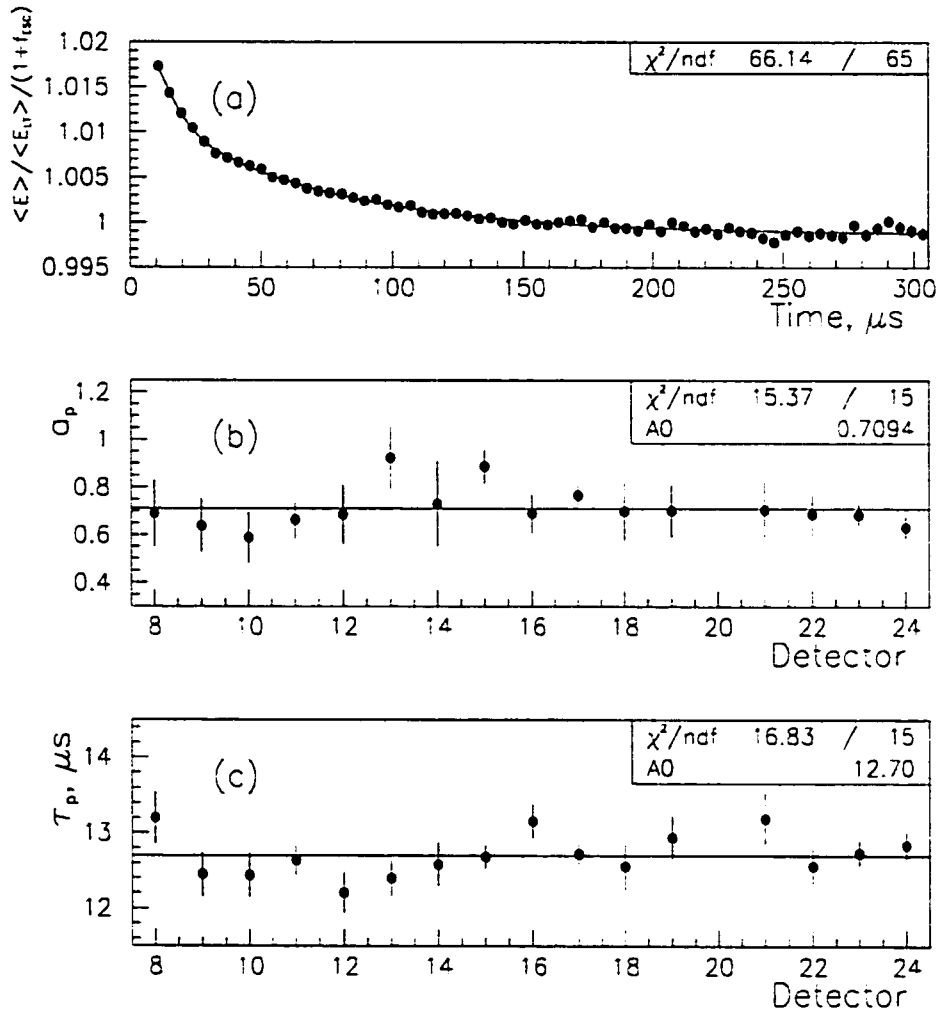 <E>/<E_LT>/(1+f_csc)
1.02
1.015
1.01
1.005
1
0.995
(a)
χ²/ndf 66.14 / 65
0 50 100 150 200 250 300
Time, μs
a_p
1.2
1
0.8
0.6
0.4
(b)
χ²/ndf 15.37 / 15
A0 0.7094
8 10 12 14 16 18 20 22 24
Detector
τ_p, μs
14
13
12
(c)
χ²/ndf 16.83 / 15
A0 12.70
8 10 12 14 16 18 20 22 24
Detector